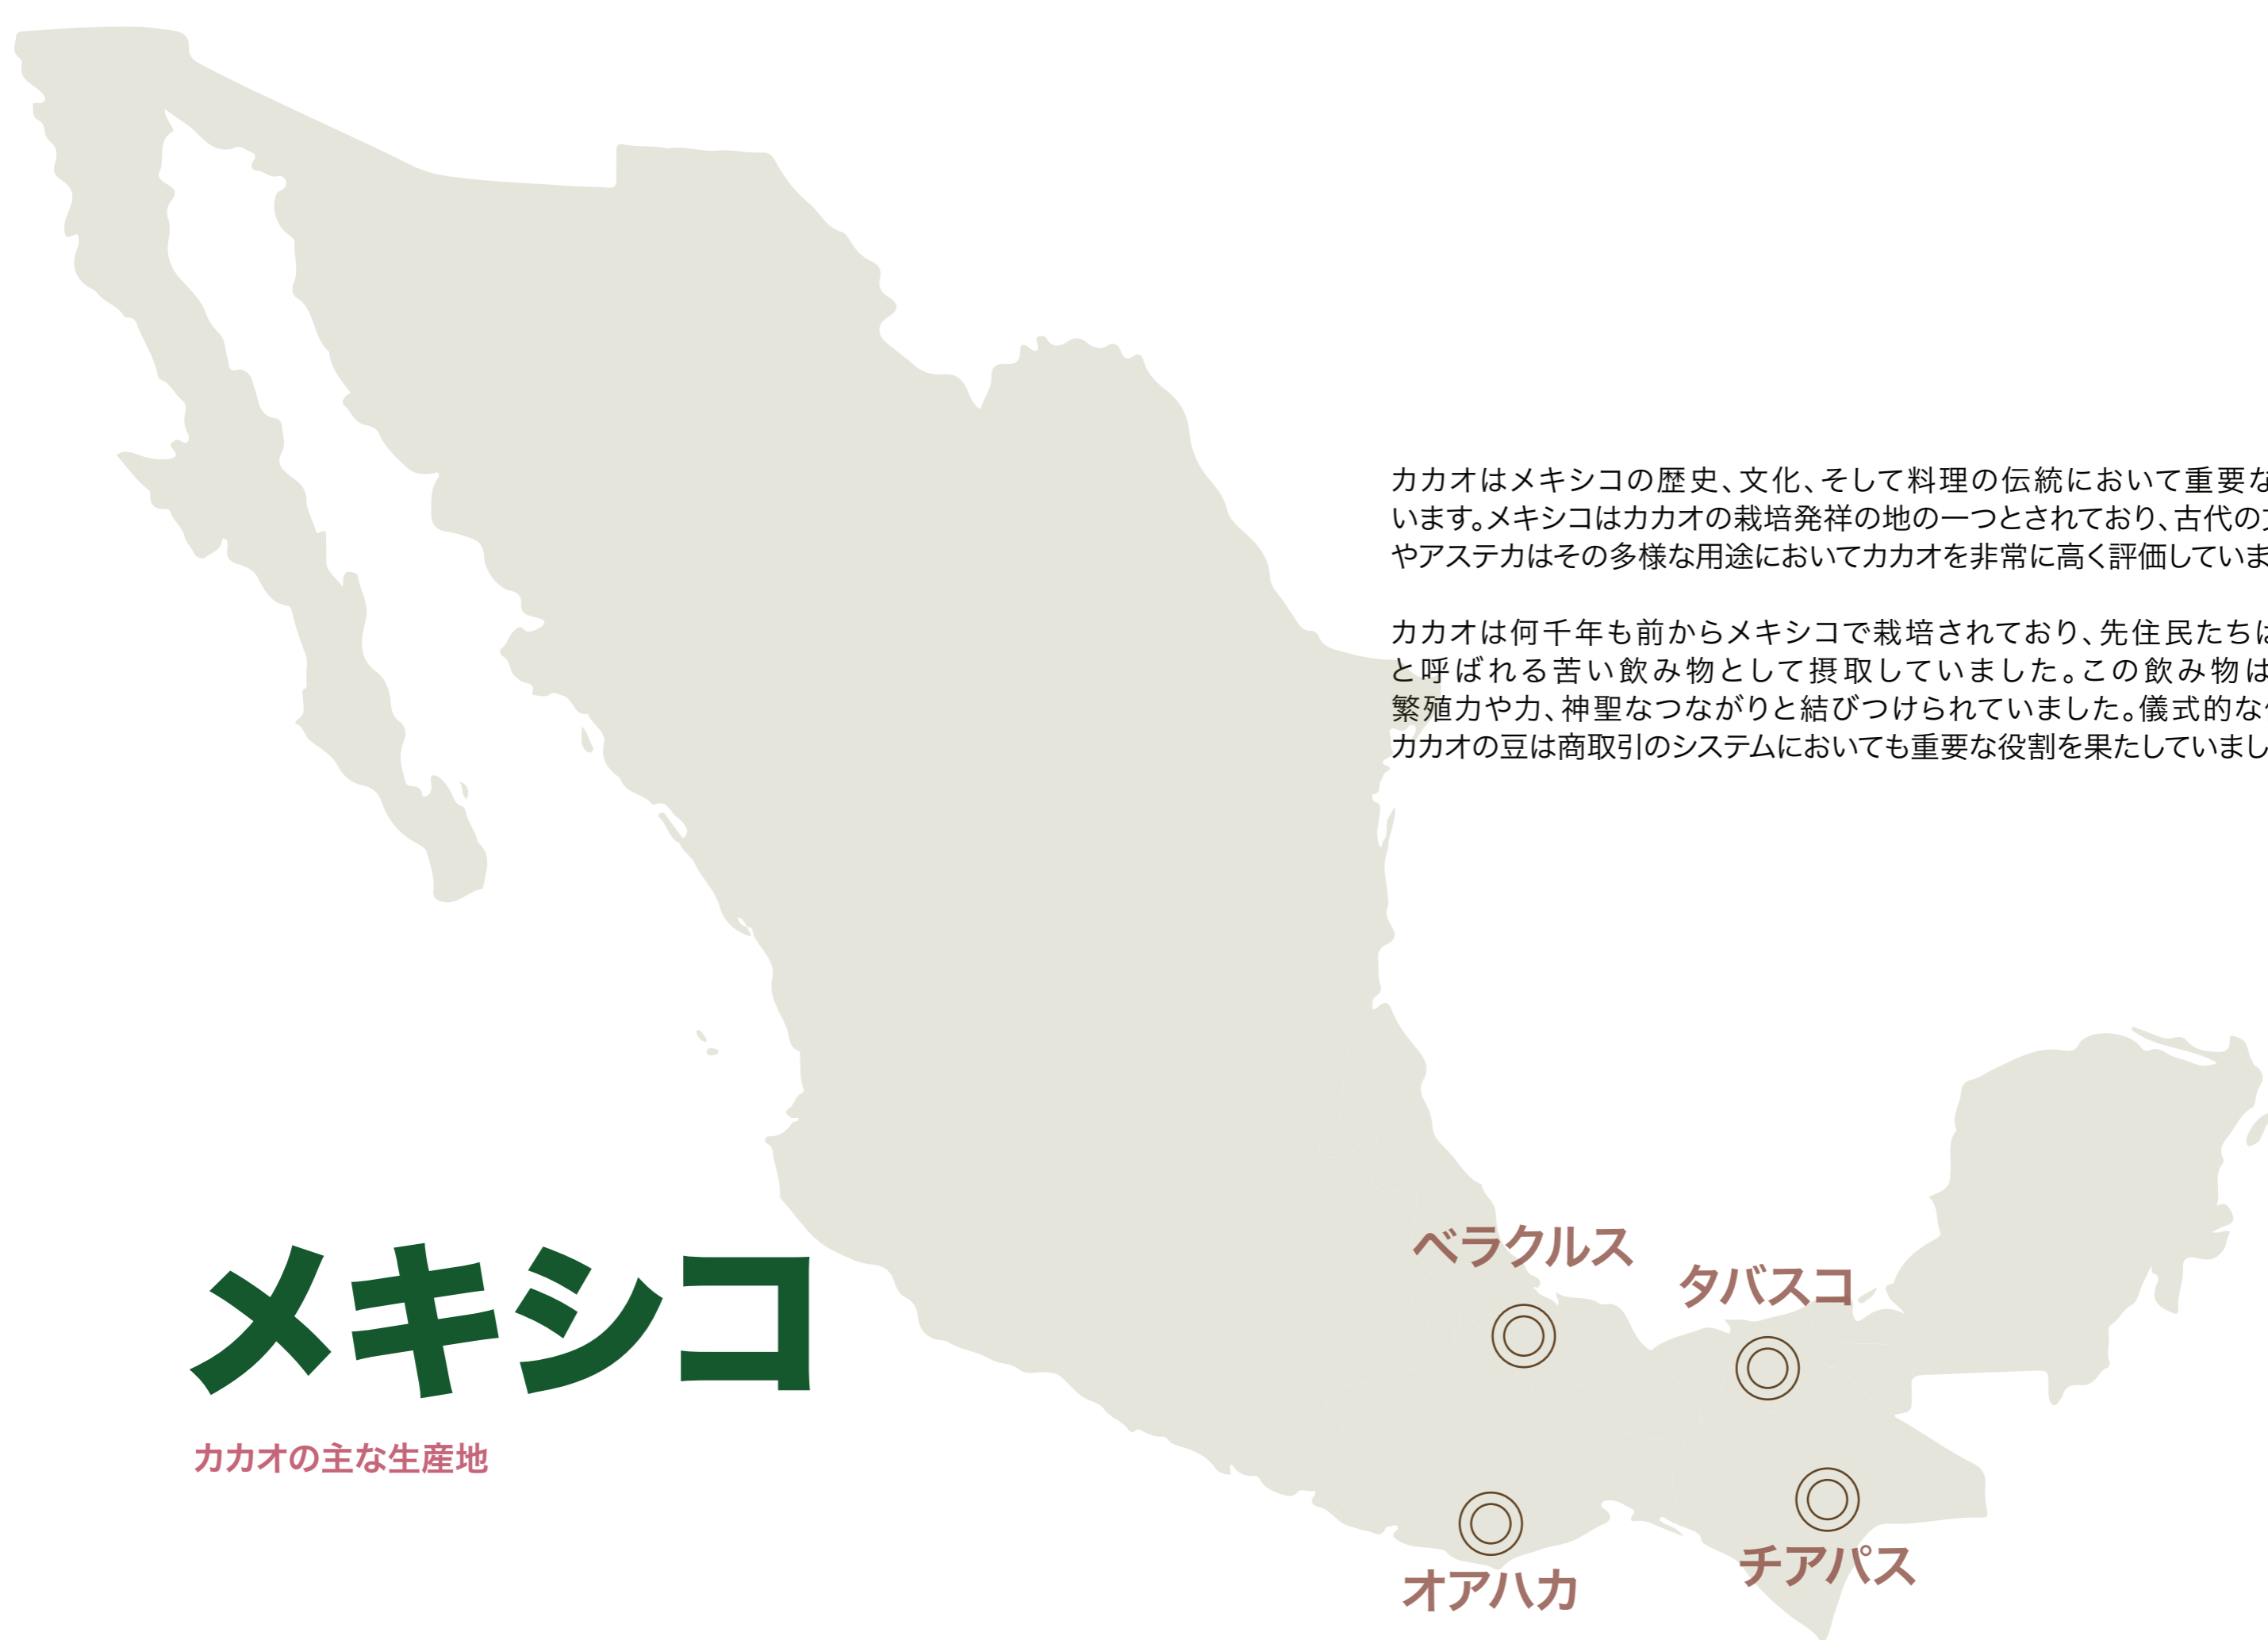 カカオはメキシコの歴史、文化、そして料理の伝統において重要
います。メキシコはカカオの栽培発祥の地の一つとされており、古代の
やアステカはその多様な用途においてカカオを非常に高く評価していま
カカオは何千年も前からメキシコで栽培されており、先住民たち
と呼ばれる苦い飲み物として摂取していました。この飲み物は
繁殖力や力、神聖なつながりと結びつけられていました。儀式的な
カカオの豆は商取引のシステムにおいても重要な役割を果たしていまし
ベラクルス
タバスコ
メキシコ
カカオの主な生産地
オアハカ
チアパス